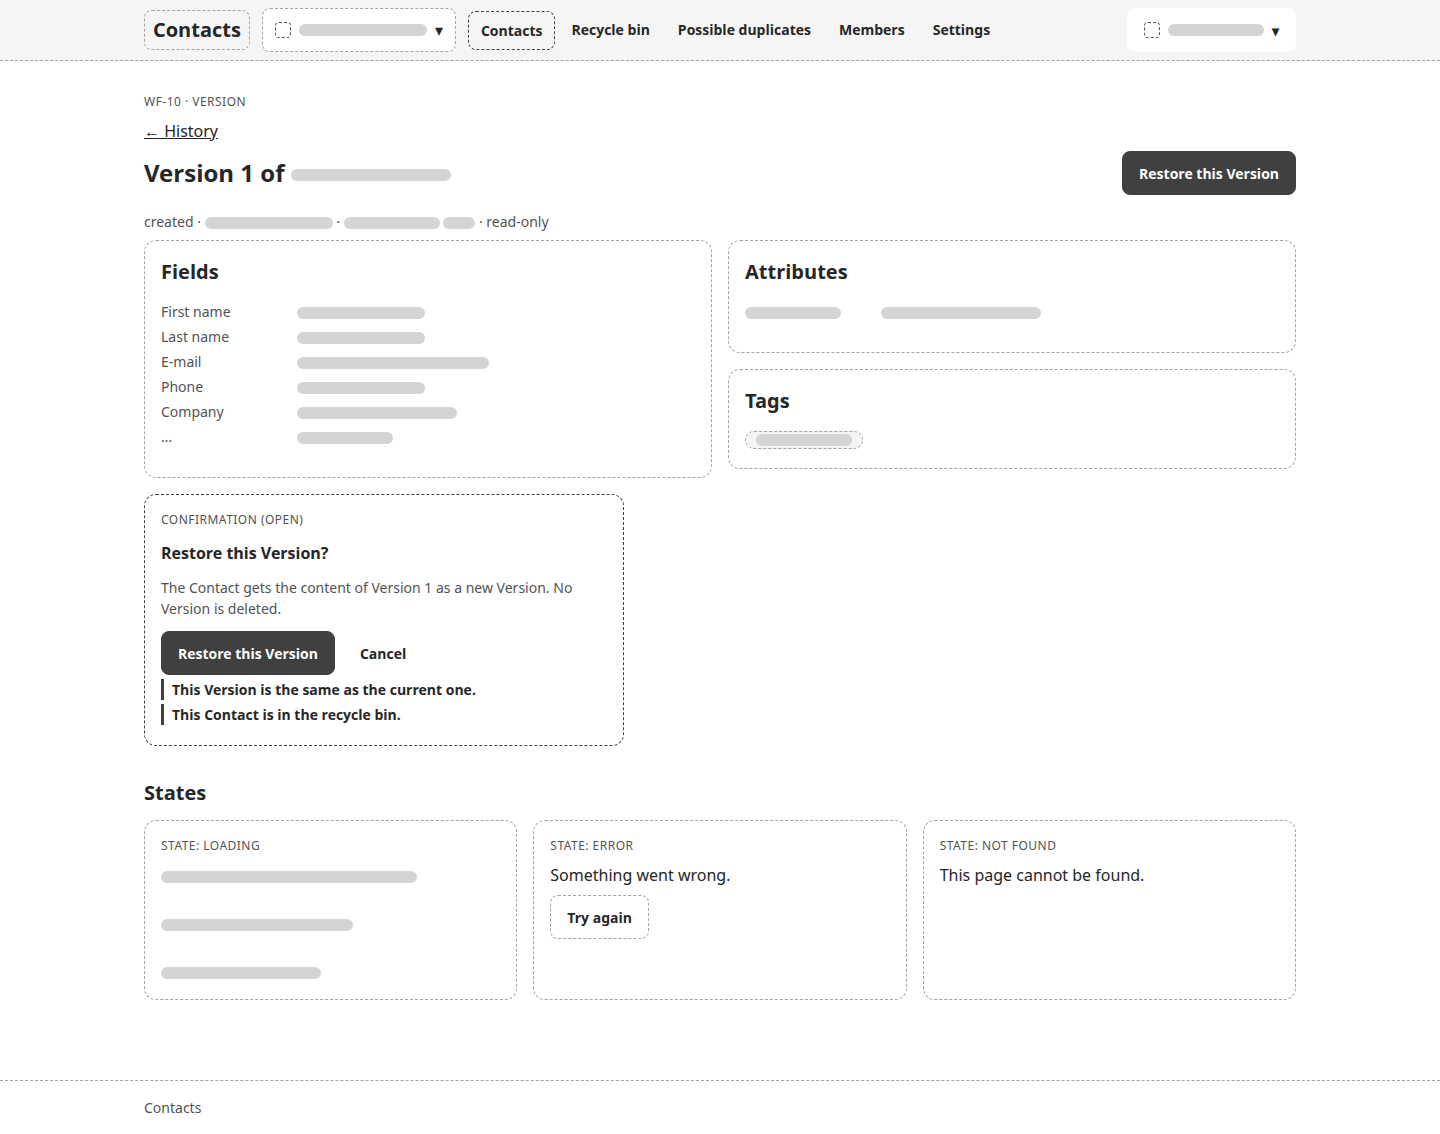 Contacts ▼ Contacts Recycle bin Possible duplicates Members Settings ▼
WF-10 · VERSION
← History
Version 1 of
Restore this Version
created · · · read-only
Fields
First name
Last name
E-mail
Phone
Company
...
Attributes
Tags
CONFIRMATION (OPEN)
Restore this Version?
The Contact gets the content of Version 1 as a new Version. No
Version is deleted.
Restore this Version Cancel
This Version is the same as the current one.
This Contact is in the recycle bin.
States
STATE: LOADING
STATE: ERROR
Something went wrong.
Try again
STATE: NOT FOUND
This page cannot be found.
Contacts